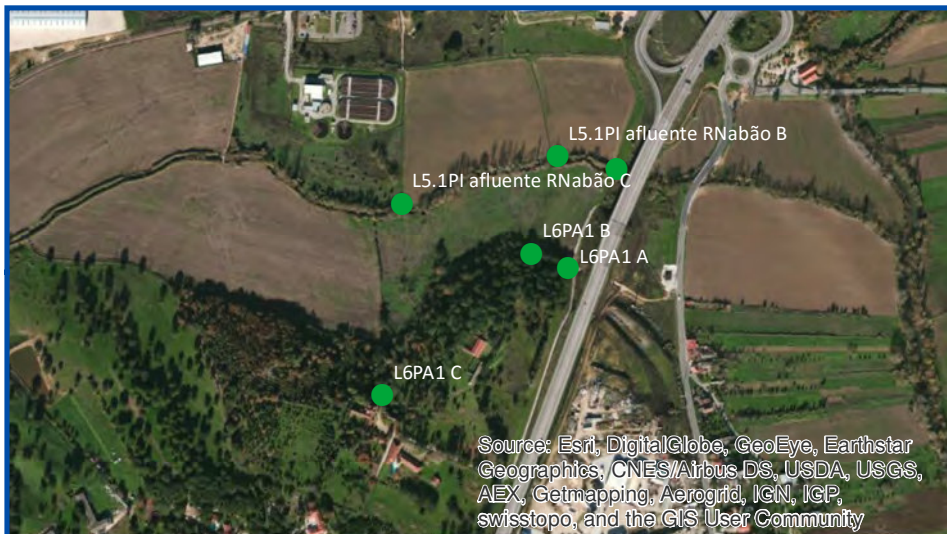 L5.1PI afluente RNabão B
L5.1PI afluente RNabão C
L6PA1 B
L6PA1 A
L6PA1 C
Source: Esri, DigitalGlobe, GeoEye, Earthstar
Geographics, CNES/Airbus DS, USDA, USGS,
AEX, Getmapping, Aerogrid, IGN, IGP,
swisstopo, and the GIS User Community